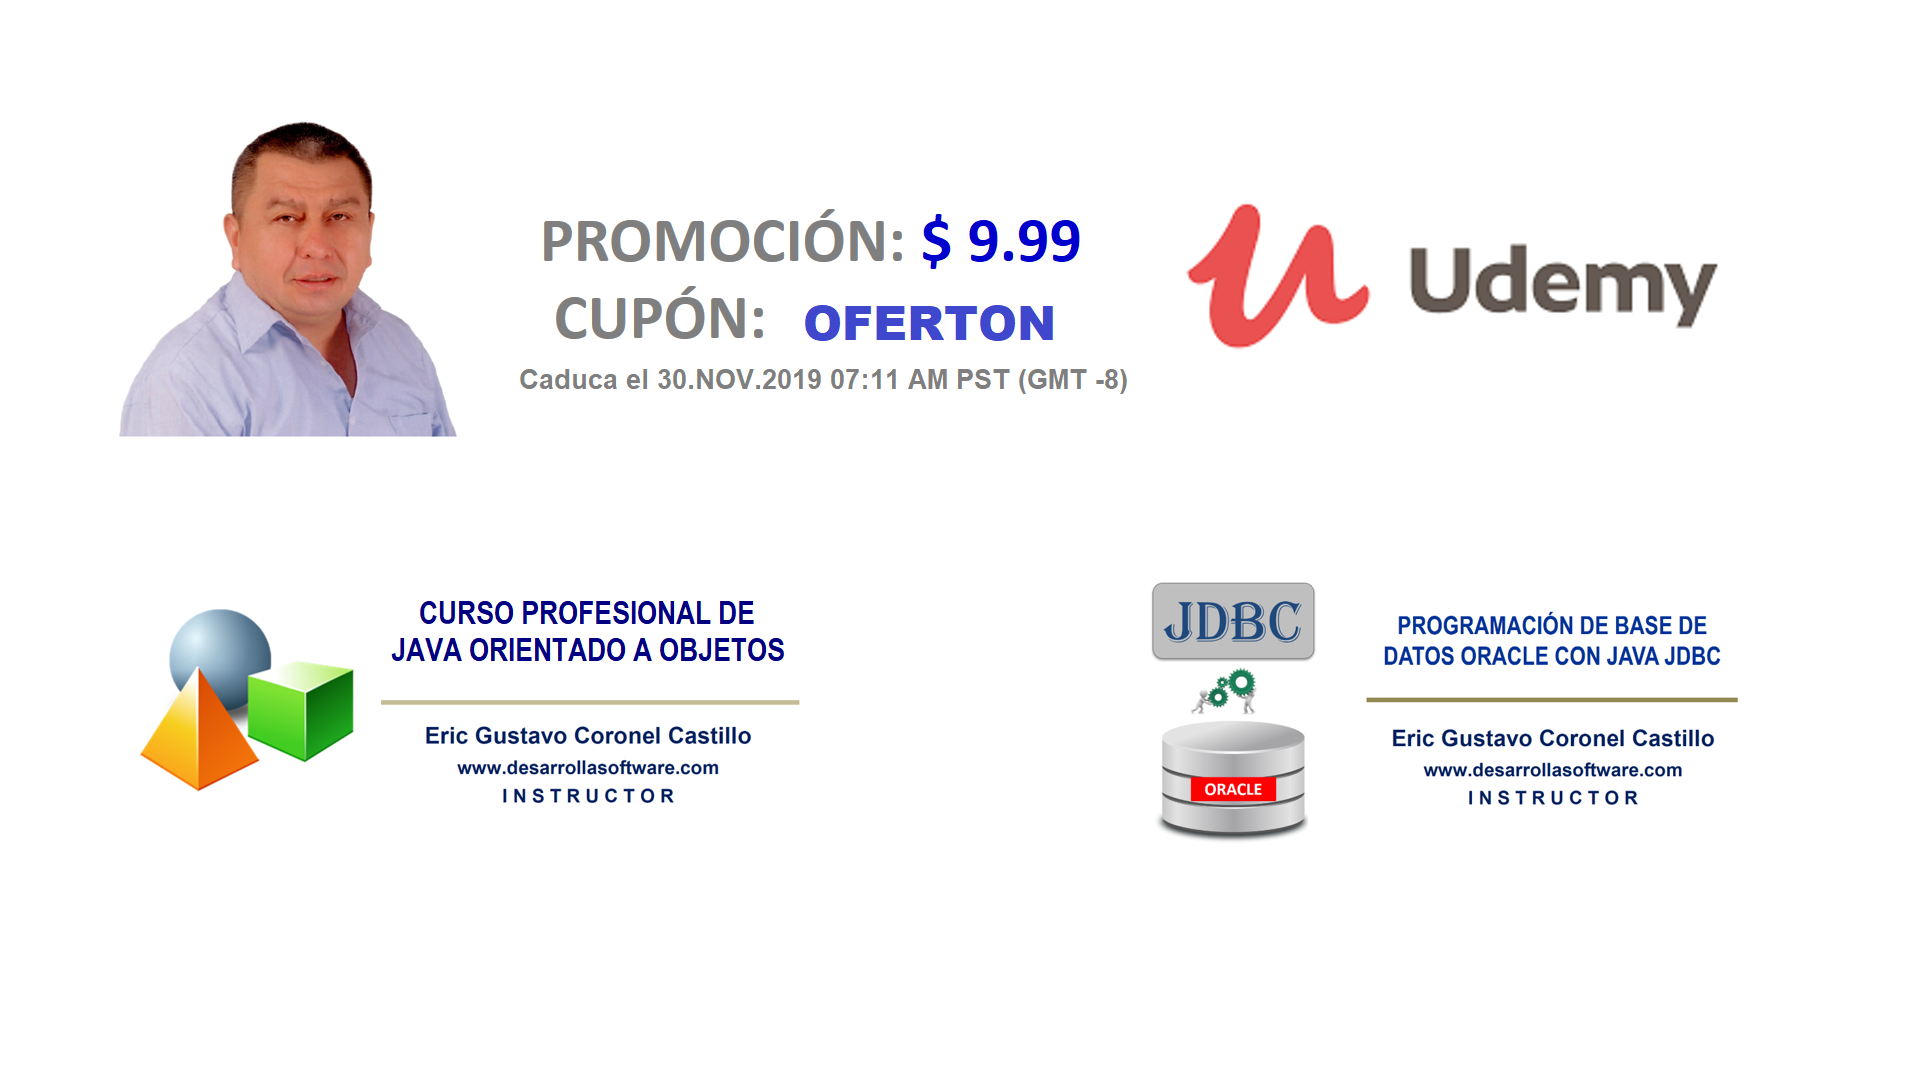 PROMOCIÓN: $ 9.99
CUPÓN: OFERTON
Caduca el 30.NOV.2019 07:11 AM PST (GMT -8)
Udemy
CURSO PROFESIONAL DE
JAVA ORIENTADO A OBJETOS
Eric Gustavo Coronel Castillo
www.desarrollasoftware.com
INSTRUCTOR
JDBC
ORACLE
PROGRAMACIÓN DE BASE DE
DATOS ORACLE CON JAVA JDBC
Eric Gustavo Coronel Castillo
www.desarrollasoftware.com
INSTRUCTOR